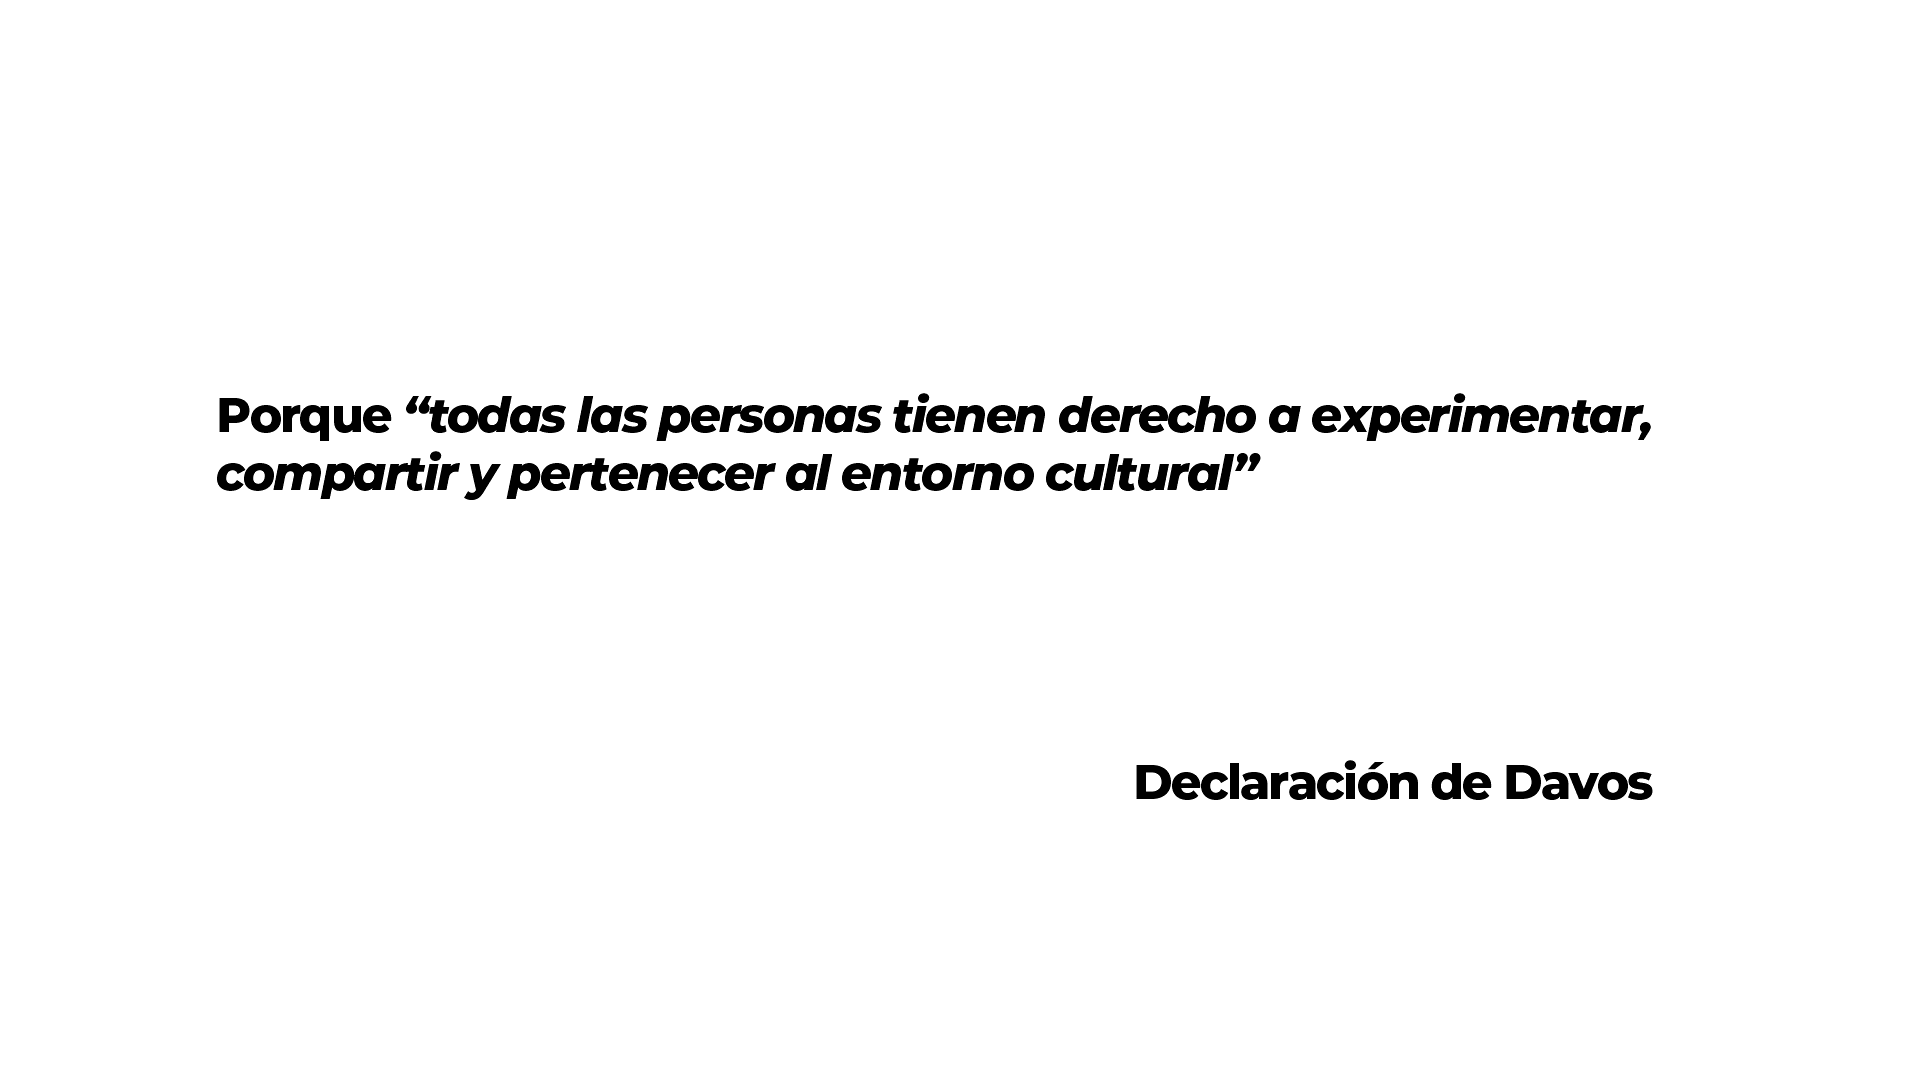 Porque “todas las personas tienen derecho a experimentar,
compartir y pertenecer al entorno cultural”
Declaración de Davos